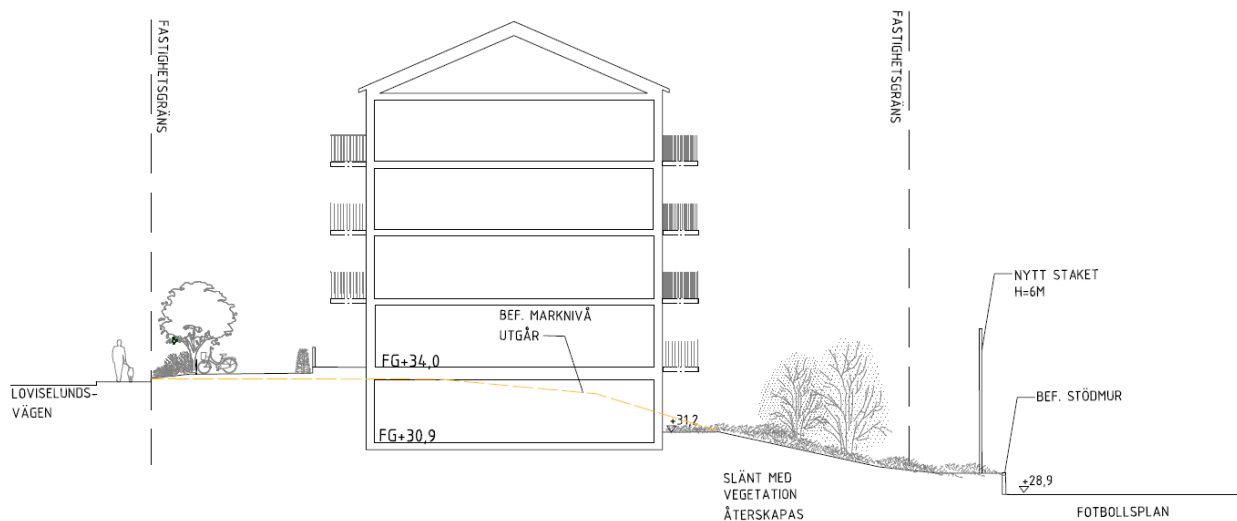 FASTIGHETSGRÄNS
FASTIGHETSGRÄNS
NYTT STAKET
H=6M
BEF. MARKNIVÅ
UTGÅR
FG+34,0
LOVISELUNDS-
VÄGEN
BEF. STÖDMUR
+31,2
FG+30,9
SLÄNT MED
VEGETATION
ÅTERSKAPAS
+28,9
FOTBOLLSPLAN